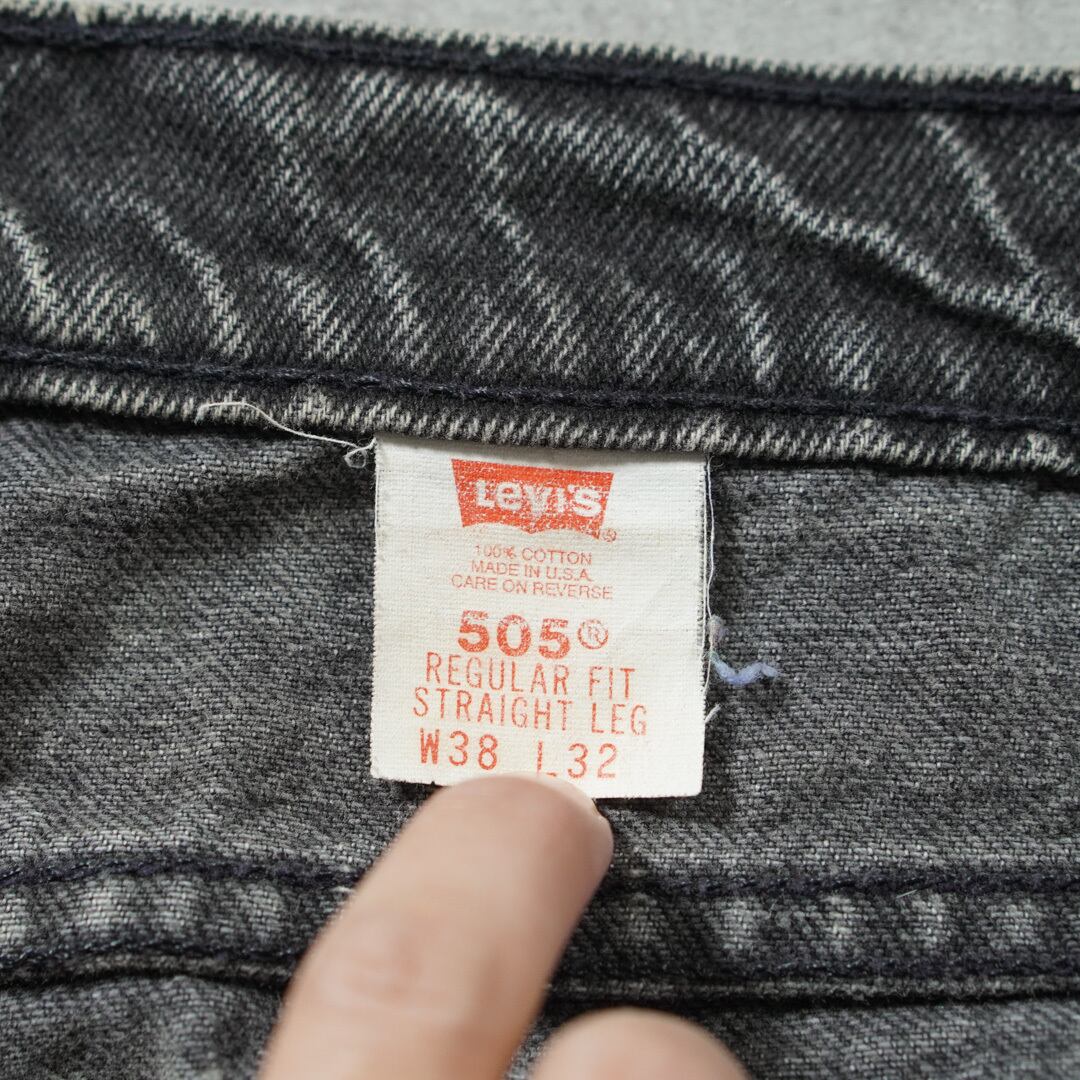 Levi's®
100% COTTON
MADE IN U.S.A.
CARE ON REVERSE
505®
REGULAR FIT
STRAIGHT LEG
W38 L32